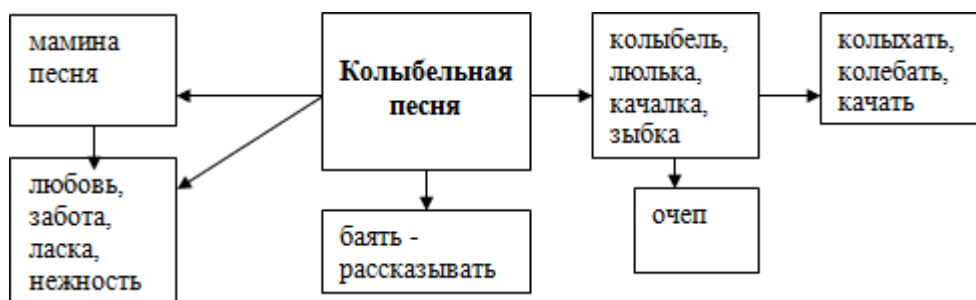 мамина
песня
Колыбельная
песня
колыбель,
люлька,
качалка,
зыбка
колыхать,
колебать,
качать
любовь,
забота,
ласка,
нежность
баять -
рассказывать
очеп